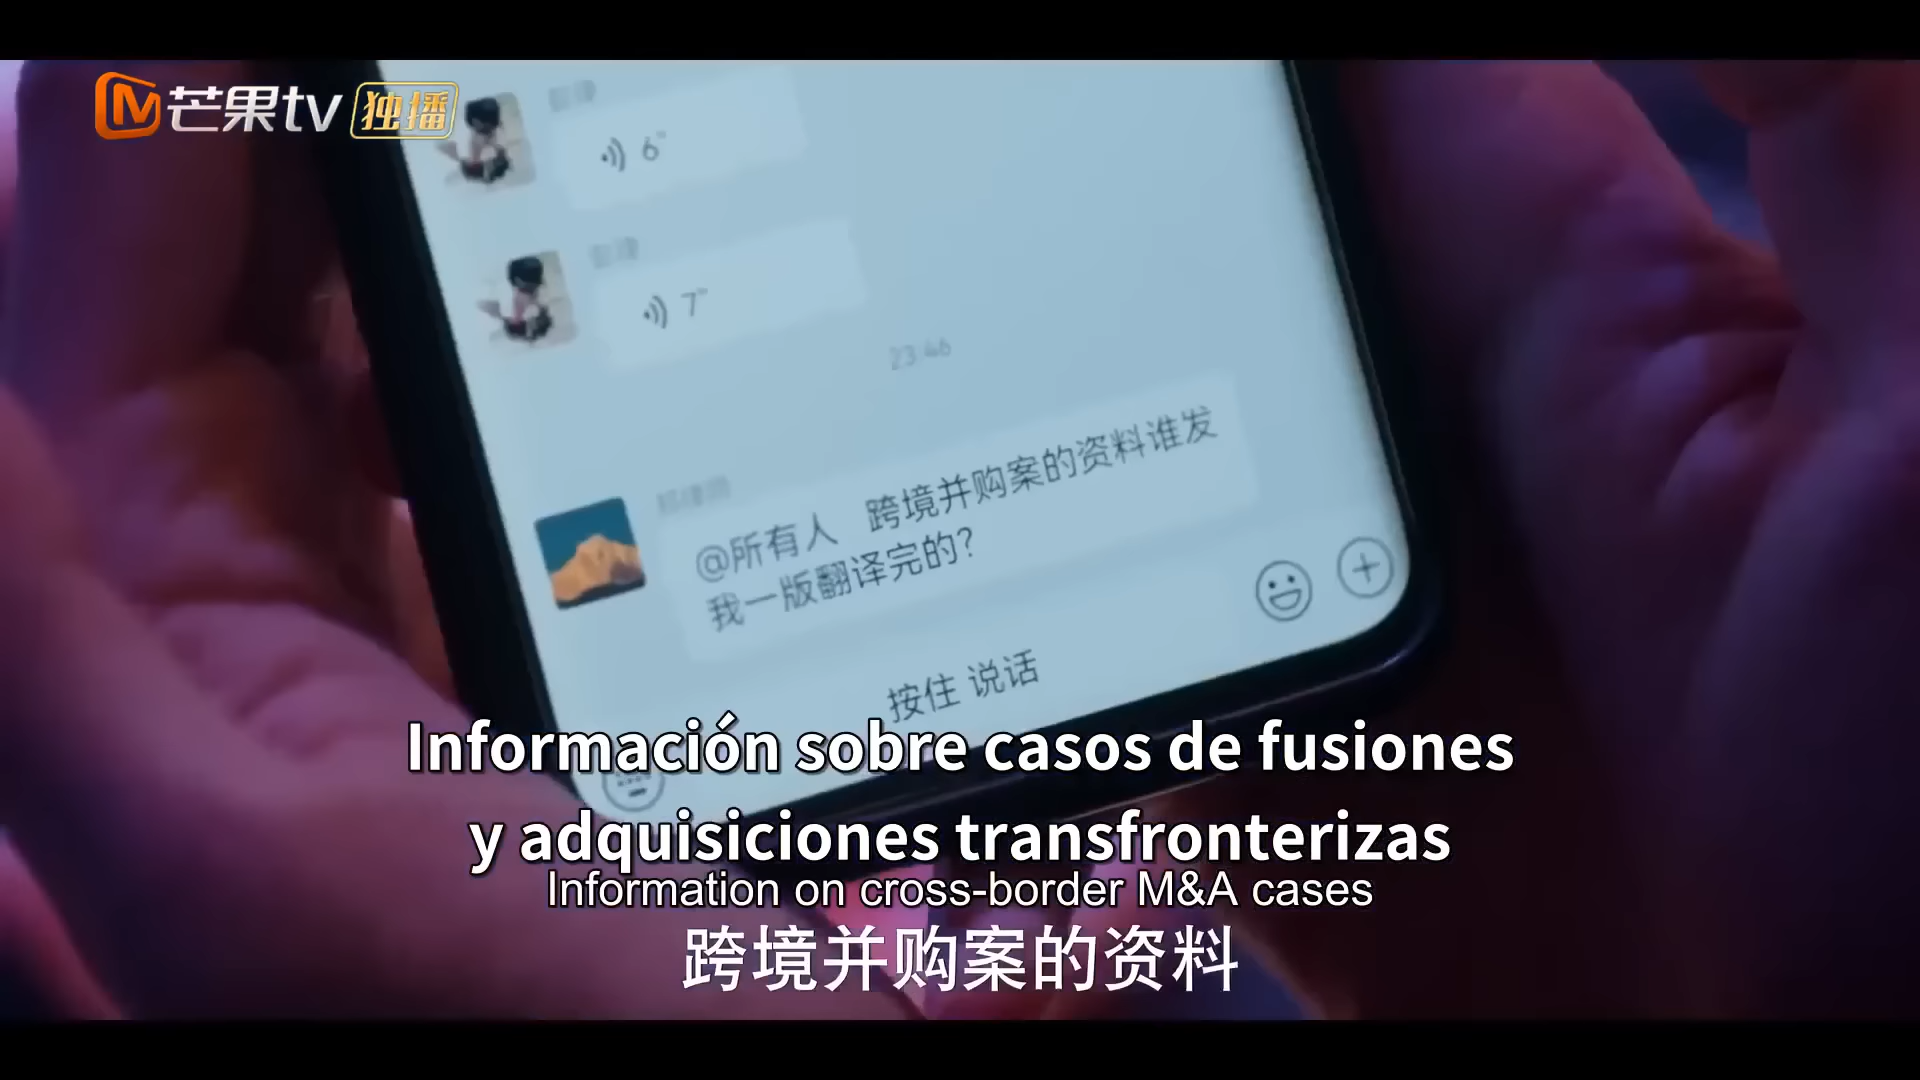 芒果tv 独播
6"
7"
23:46
@所有人 跨境并购案的资料谁发
我一版翻译完的?
按住 说话
Información sobre casos de fusiones
y adquisiciones transfronterizas
Information on cross-border M&A cases
跨境并购案的资料